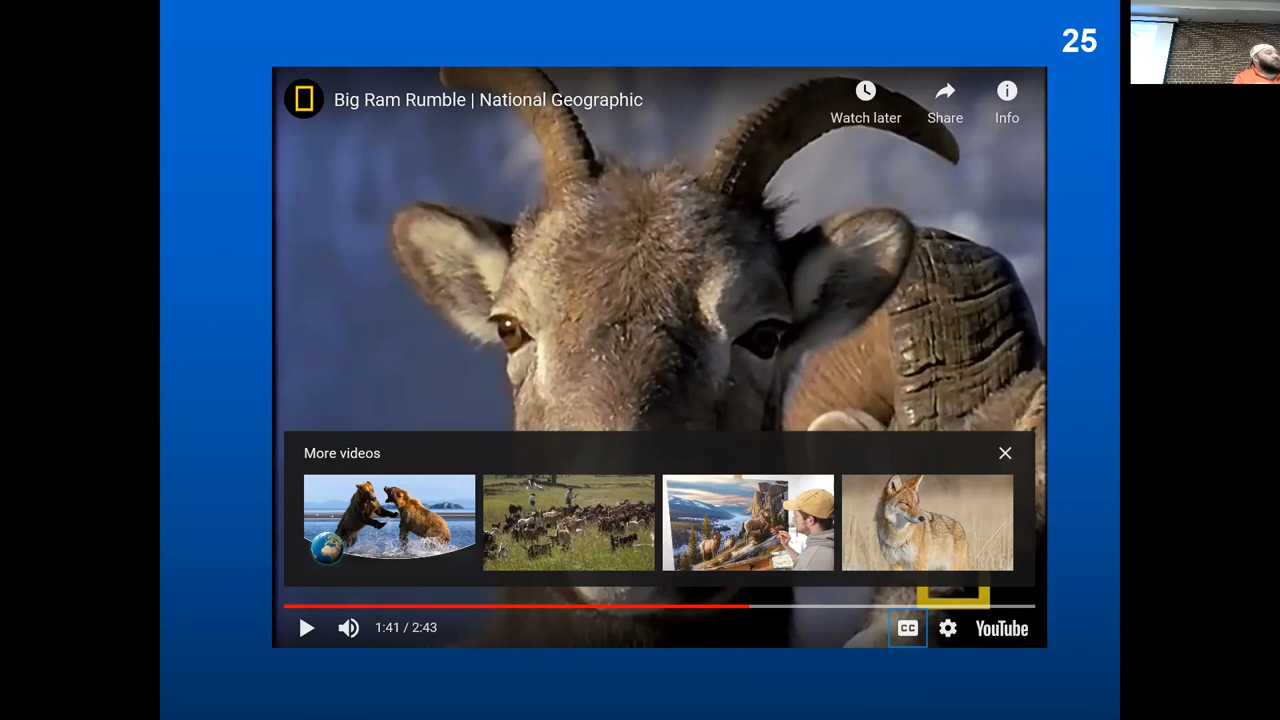 25
Big Ram Rumble | National Geographic
Watch later
Share
Info
More videos
1:41 / 2:43
CC
YouTube